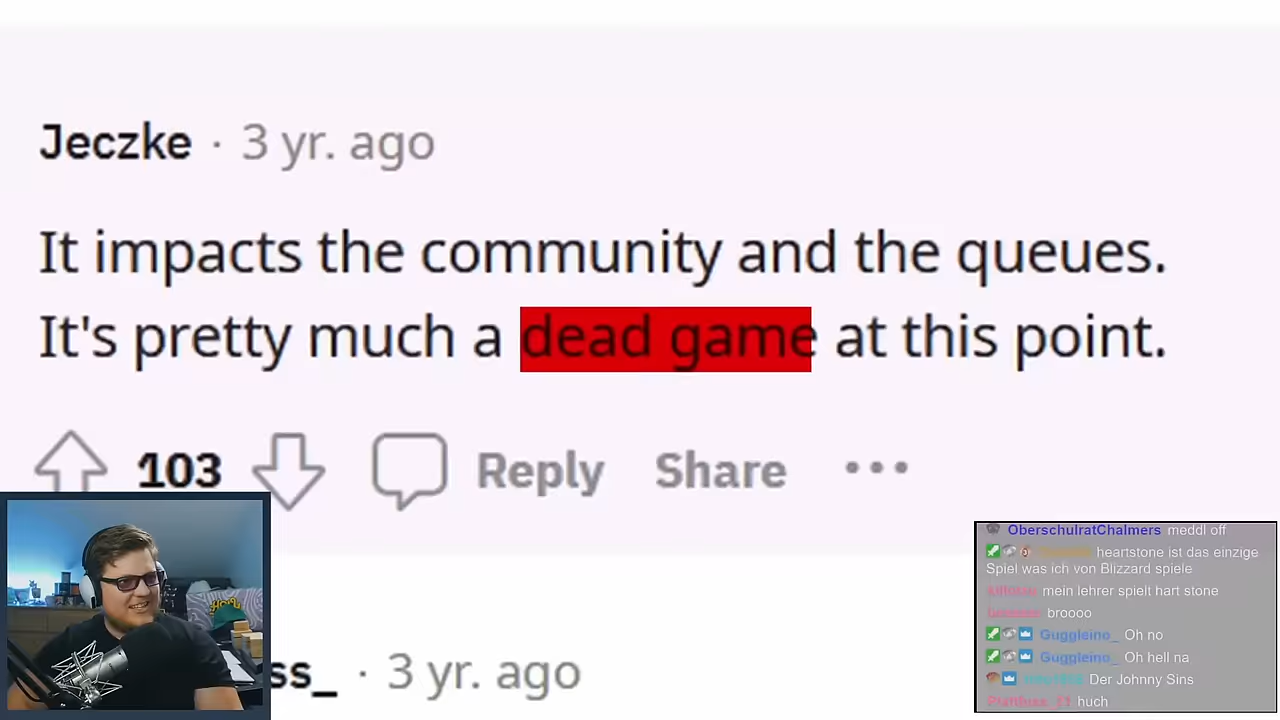 Jeczke · 3 yr. ago
It impacts the community and the queues.
It's pretty much a dead game at this point.
103 Reply Share •••
ss_ · 3 yr. ago
OberschulratChalmers meddl off
heartstone ist das einzige
Spiel was ich von Blizzard spiele
mein lehrer spielt hart stone
broooo
Guggleino_ Oh no
Guggleino_ Oh hell na
Der Johnny Sins
huch